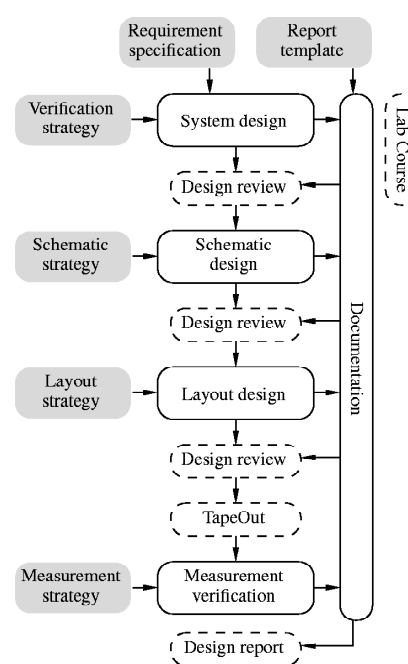 Requirement
specification
Report
template
Verification
strategy
System design
Lab Course
Design review
Schematic
strategy
Schematic
design
Design review
Documentation
Layout
strategy
Layout design
Design review
TapeOut
Measurement
strategy
Measurement
verification
Design report